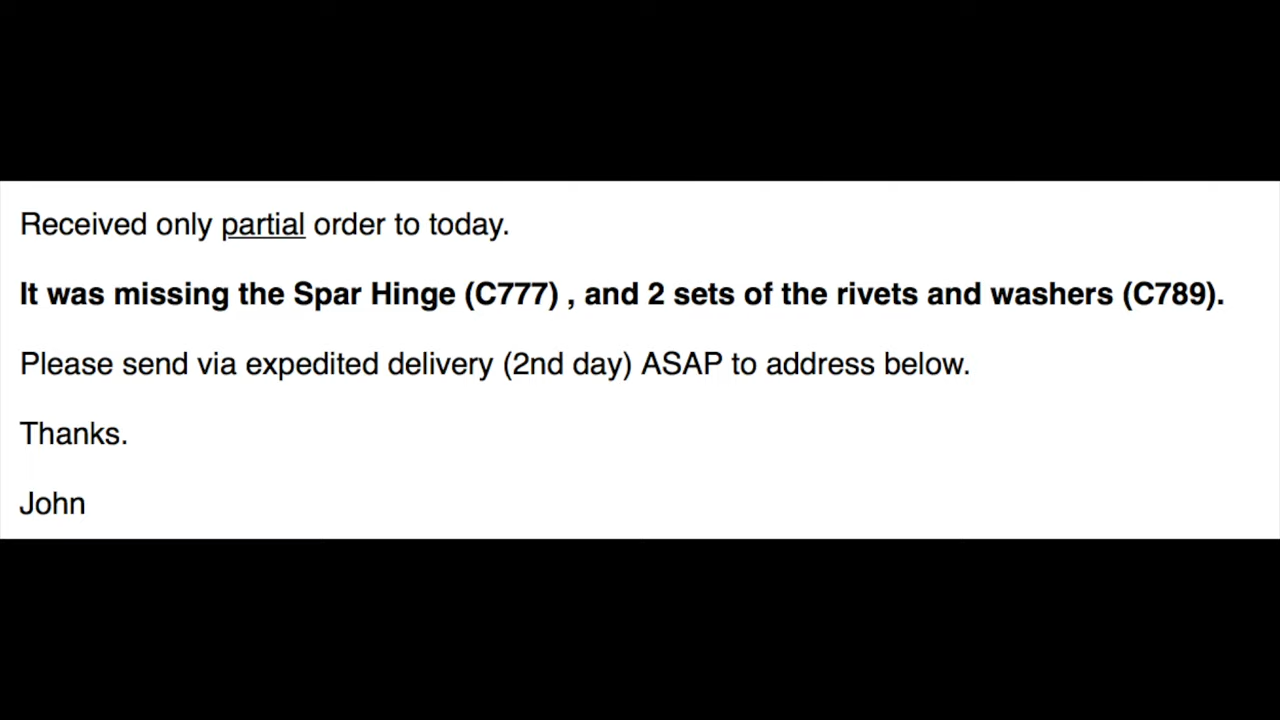 Received only partial order to today.
It was missing the Spar Hinge (C777) , and 2 sets of the rivets and washers (C789).
Please send via expedited delivery (2nd day) ASAP to address below.
Thanks.
John